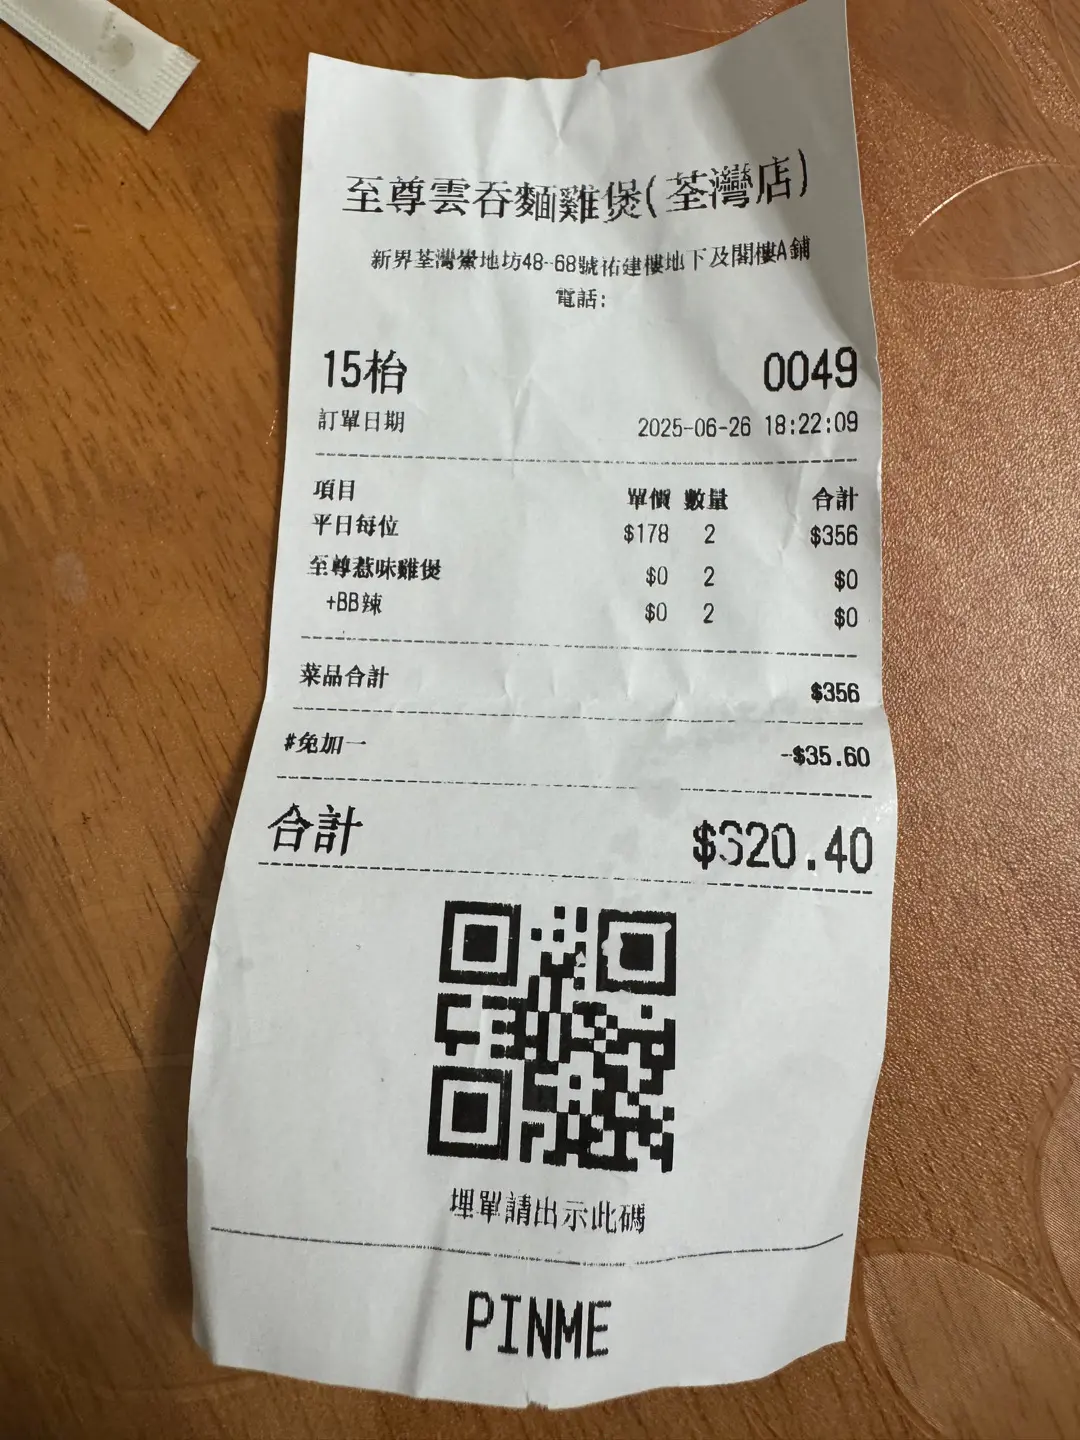 至尊雲吞麵雞煲(荃灣店)
新界荃灣鱟地坊48-68號祐建樓地下及閣樓A鋪
電話:
15枱 0049
訂單日期 2025-06-26 18:22:09
項目 單價 數量 合計
平日每位 $178 2 $356
至尊惹味雞煲 $0 2 $0
+BB辣 $0 2 $0
菜品合計 $356
#免加一 -$35.60
合計 $320.40
埋單請出示此碼
PINME